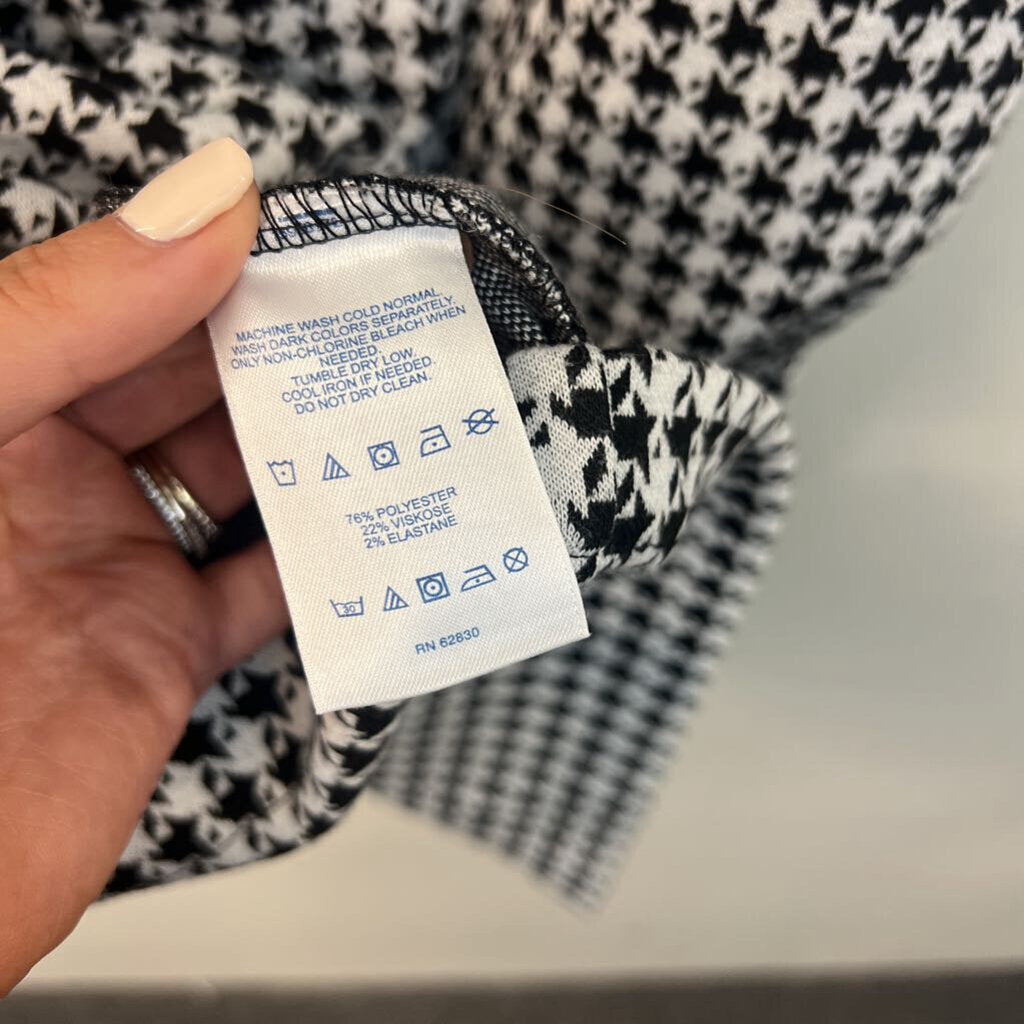 MACHINE WASH COLD NORMAL.
WASH DARK COLORS SEPARATELY.
ONLY NON-CHLORINE BLEACH WHEN
NEEDED.
TUMBLE DRY LOW.
COOL IRON IF NEEDED.
DO NOT DRY CLEAN.
76% POLYESTER
22% VISKOSE
2% ELASTANE
30
RN 62830